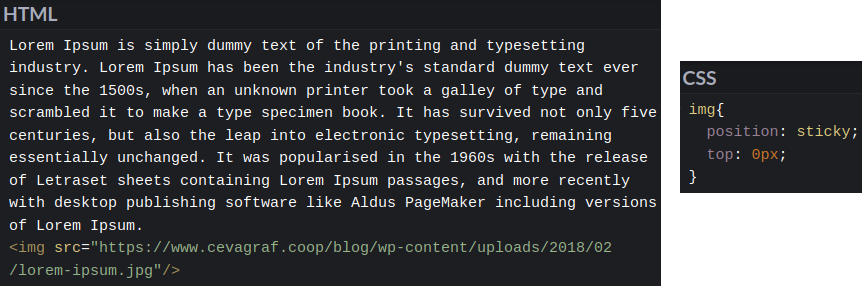 HTML
Lorem Ipsum is simply dummy text of the printing and typesetting
industry. Lorem Ipsum has been the industry's standard dummy text ever
since the 1500s, when an unknown printer took a galley of type and
scrambled it to make a type specimen book. It has survived not only five
centuries, but also the leap into electronic typesetting, remaining
essentially unchanged. It was popularised in the 1960s with the release
of Letraset sheets containing Lorem Ipsum passages, and more recently
with desktop publishing software like Aldus PageMaker including versions
of Lorem Ipsum.
<img src="https://www.cevagraf.coop/blog/wp-content/uploads/2018/02
/lorem-ipsum.jpg"/>
CSS
img{
position: sticky;
top: 0px;
}